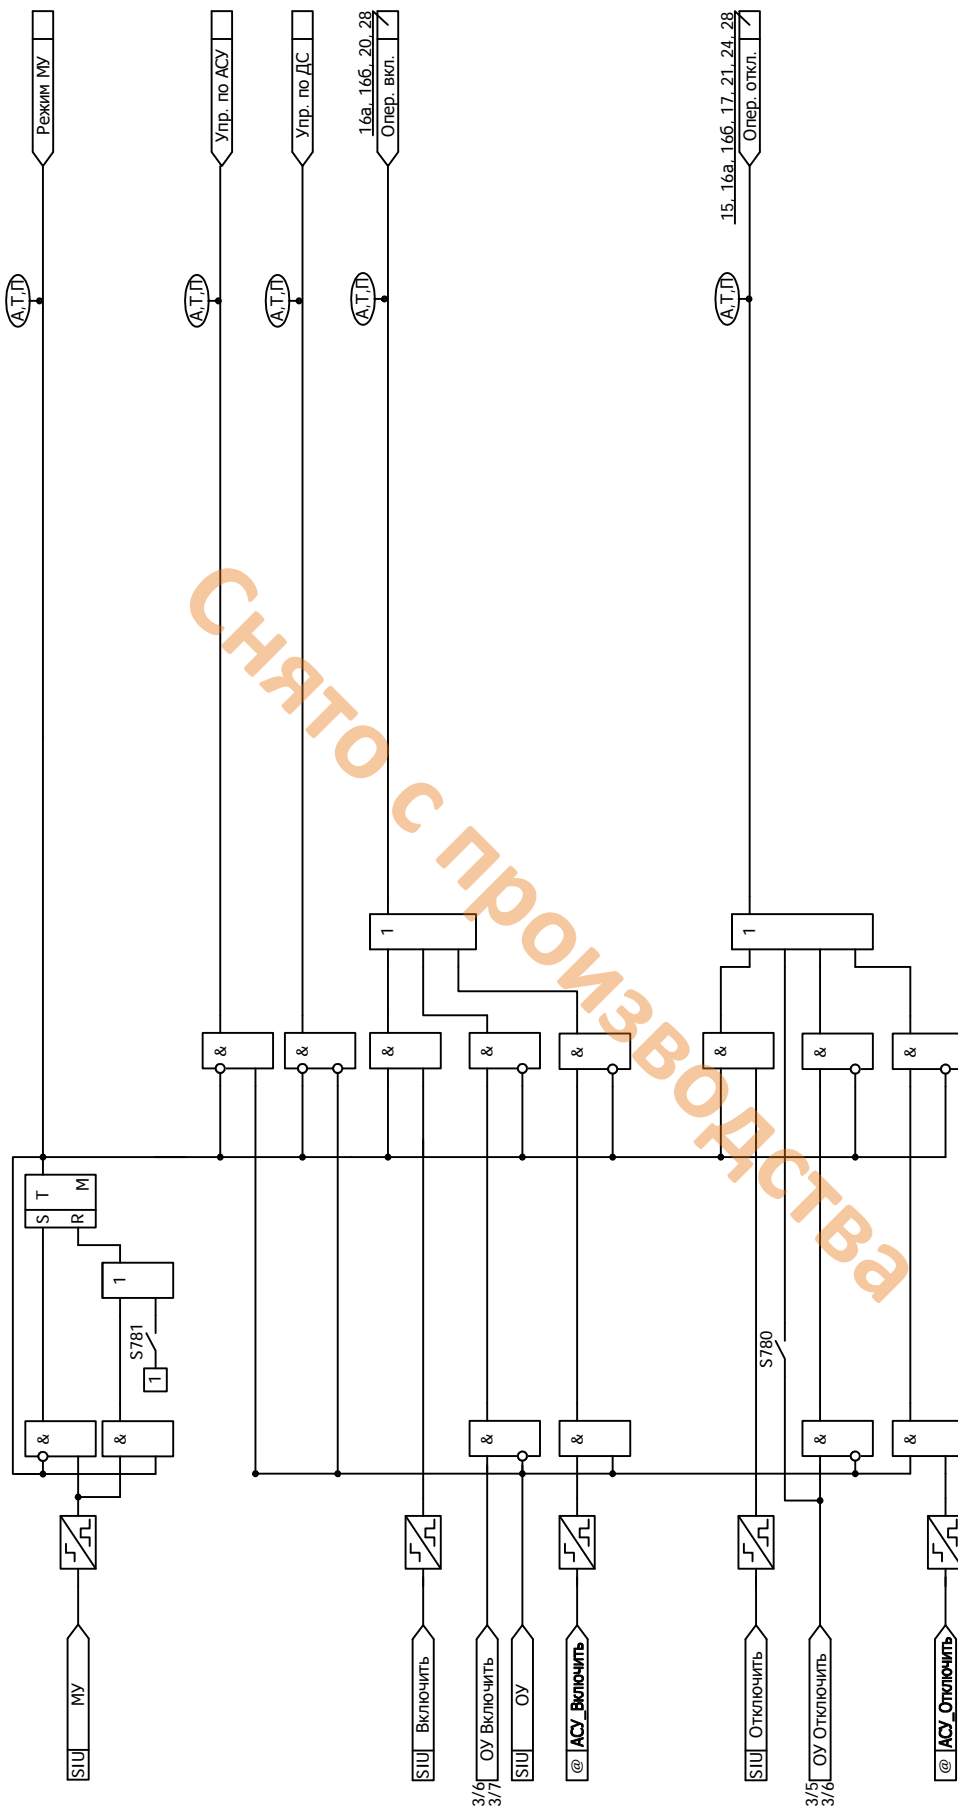 Режим МУ
Упр. по АСУ
Упр. по ДС
16а, 16б, 20, 28
Опер. вкл.
15, 16а, 16б, 17, 21, 24, 28
Опер. откл.
А,Т,П
А,Т,П
А,Т,П
А,Т,П
А,Т,П
Снято с производства
1
1
&
&
&
&
&
&
&
&
T
M
S
R
1
S781
1
S780
&
&
&
&
&
&
SIU МУ
SIU Включить
3/6
3/7
ОУ Включить
SIU ОУ
@ АСУ_Включить
SIU Отключить
3/5
3/6
ОУ Отключить
@ АСУ_Отключить